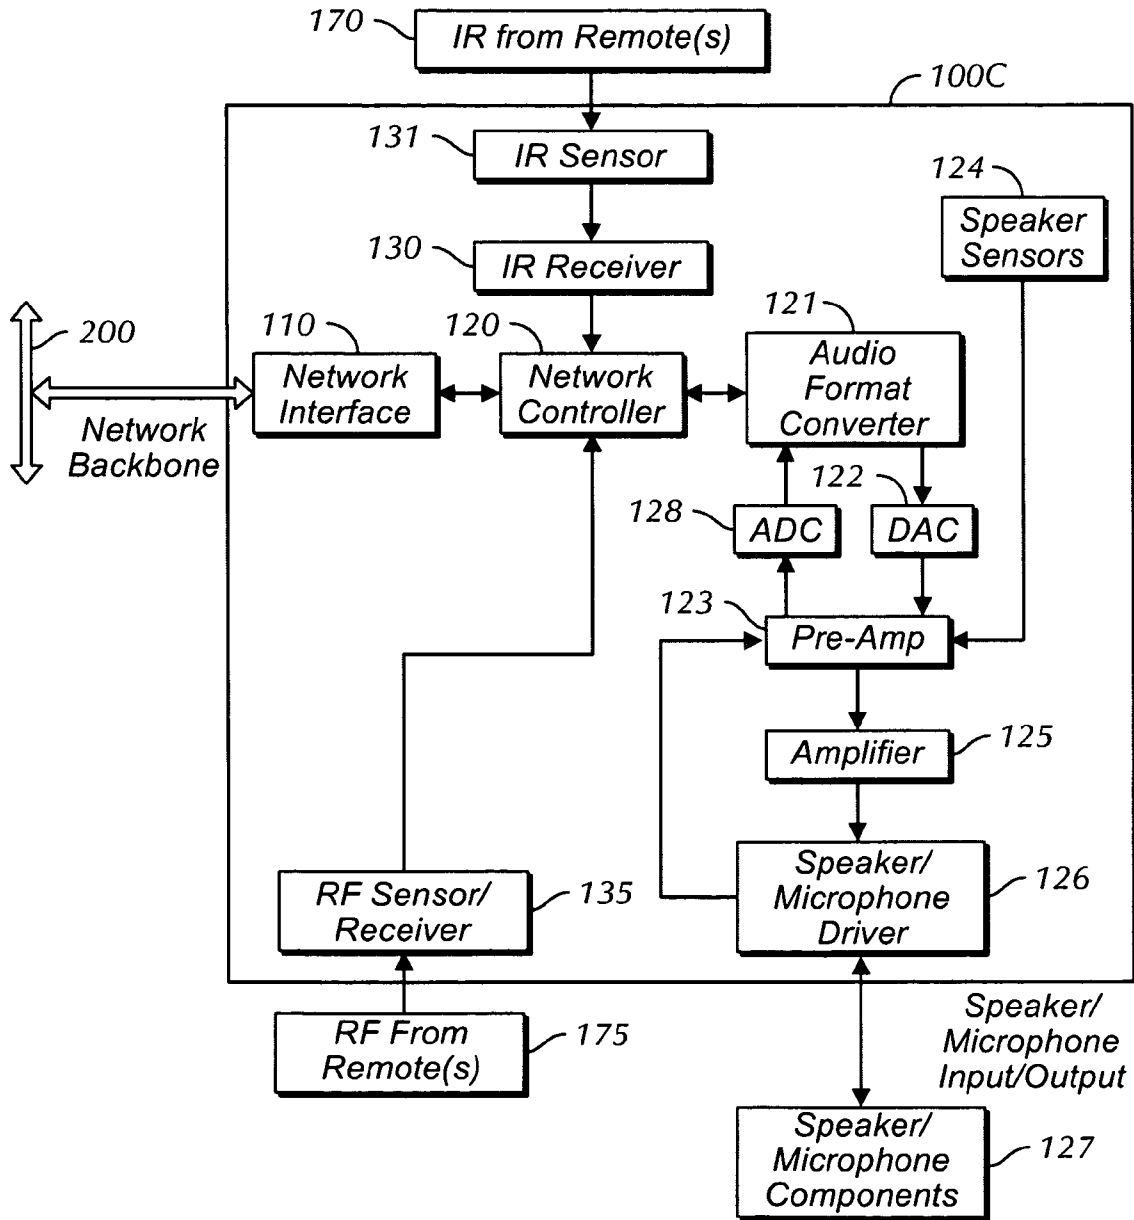 170
IR from Remote(s)
100C
131
IR Sensor
124
Speaker
Sensors
130
IR Receiver
200
110
Network
Interface
120
Network
Controller
121
Audio
Format
Converter
Network
Backbone
128
ADC
122
DAC
123
Pre-Amp
Amplifier
125
RF Sensor/
Receiver
135
Speaker/
Microphone
Driver
126
RF From
Remote(s)
175
Speaker/
Microphone
Input/Output
Speaker/
Microphone
Components
127